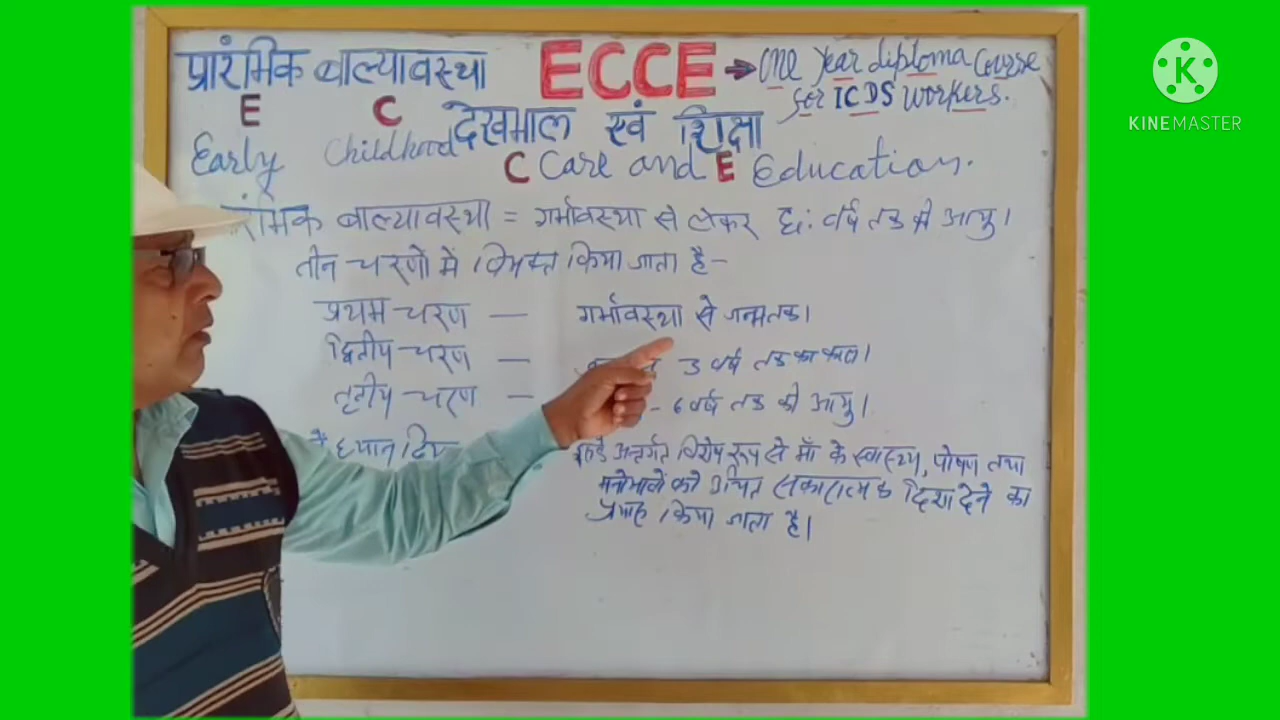 प्रारंभिक बाल्यावस्था ECCE → One Year diploma Course
for ICDS workers.
E C देखभाल एवं शिक्षा
Early Childhood C Care and E Education.
रंभिक बाल्यावस्था = गर्भावस्था से लेकर छः वर्ष तक की आयु।
तीन चरणों में विभक्त किया जाता है -
प्रथम चरण — गर्भावस्था से जन्म तक।
द्वितीय चरण — 3 वर्ष तक का काल।
तृतीय चरण — - 6 वर्ष तक की आयु।
ध्यान अन्तर्गत विशेष रूप से माँ के स्वास्थ्य, पोषण तथा
मनोभावों को उचित सकारात्मक दिशा देने का
प्रयास किया जाता है।
K
KINEMASTER